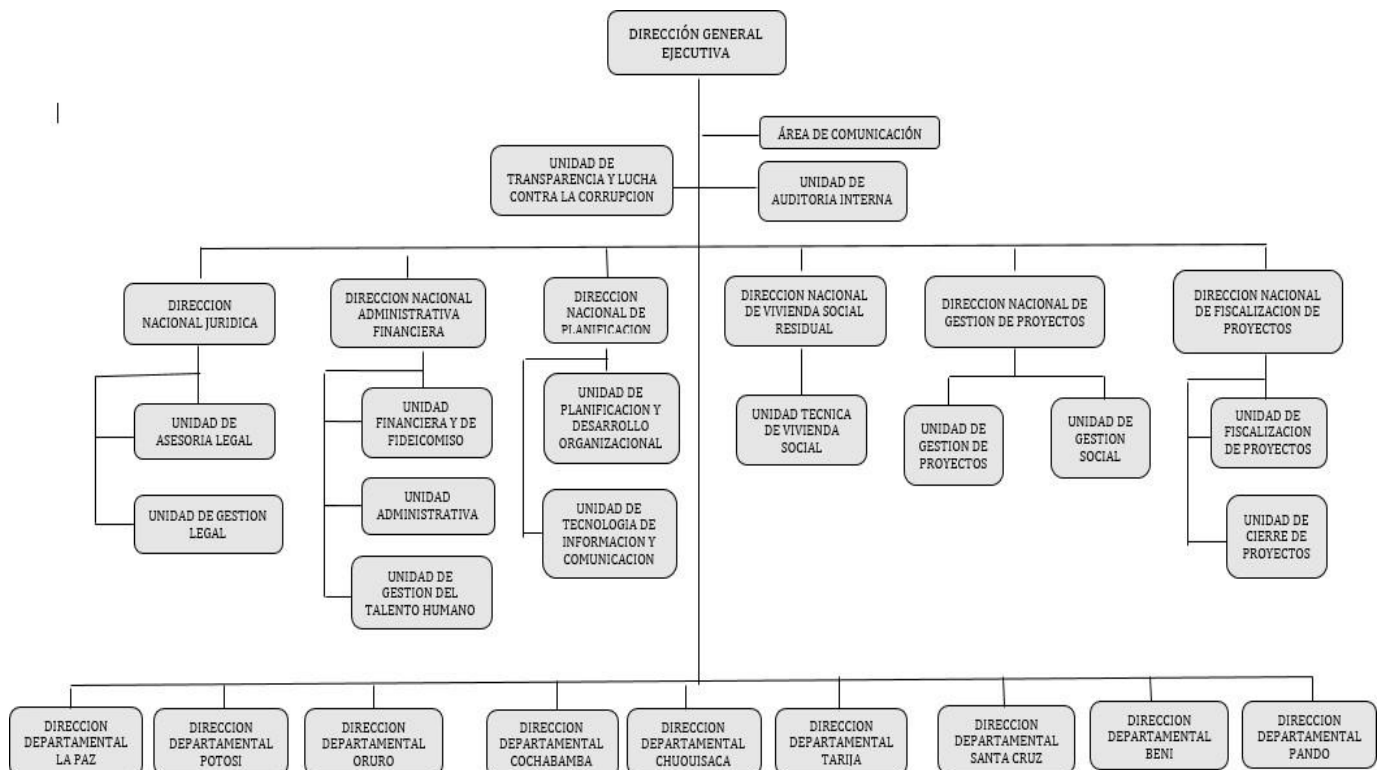 DIRECCIÓN GENERAL
EJECUTIVA
ÁREA DE COMUNICACIÓN
UNIDAD DE
TRANSPARENCIA Y LUCHA
CONTRA LA CORRUPCION
UNIDAD DE
AUDITORIA INTERNA
DIRECCION
NACIONAL JURIDICA
DIRECCION NACIONAL
ADMINISTRATIVA
FINANCIERA
DIRECCION
NACIONAL DE
PLANIFICACION
DIRECCION NACIONAL
DE VIVIENDA SOCIAL
RESIDUAL
DIRECCION NACIONAL DE
GESTION DE PROYECTOS
DIRECCION NACIONAL
DE FISCALIZACION DE
PROYECTOS
UNIDAD DE
ASESORIA LEGAL
UNIDAD DE GESTION
LEGAL
UNIDAD
FINANCIERA Y DE
FIDEICOMISO
UNIDAD
ADMINISTRATIVA
UNIDAD DE
GESTION DEL
TALENTO HUMANO
UNIDAD DE
PLANIFICACION Y
DESARROLLO
ORGANIZACIONAL
UNIDAD DE
TECNOLOGIA DE
INFORMACION Y
COMUNICACION
UNIDAD TECNICA
DE VIVIENDA
SOCIAL
UNIDAD DE
GESTION DE
PROYECTOS
UNIDAD DE
GESTION
SOCIAL
UNIDAD DE
FISCALIZACION
DE PROYECTOS
UNIDAD DE
CIERRE DE
PROYECTOS
DIRECCION
DEPARTAMENTAL
LA PAZ
DIRECCION
DEPARTAMENTAL
POTOSI
DIRECCION
DEPARTAMENTAL
ORURO
DIRECCION
DEPARTAMENTAL
COCHABAMBA
DIRECCION
DEPARTAMENTAL
CHUQUISACA
DIRECCION
DEPARTAMENTAL
TARIJA
DIRECCION
DEPARTAMENTAL
SANTA CRUZ
DIRECCION
DEPARTAMENTAL
BENI
DIRECCION
DEPARTAMENTAL
PANDO